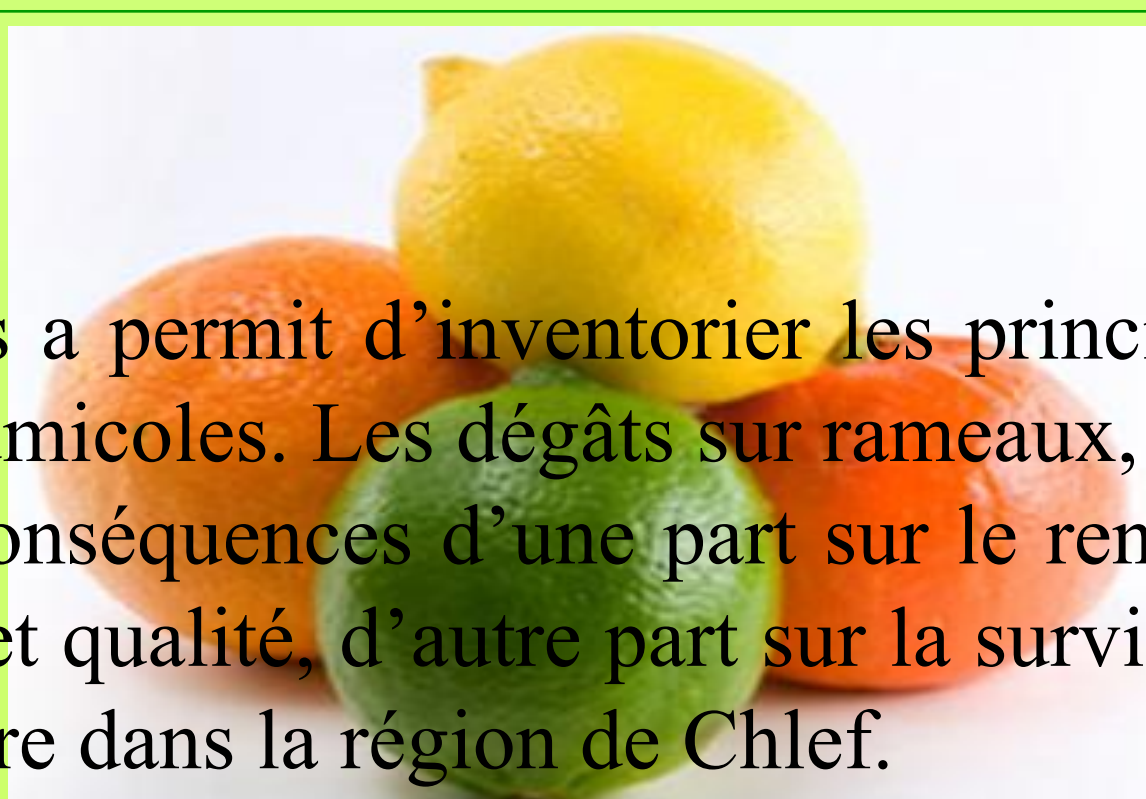 s a permit d’inventorier les princi
micoles. Les dégâts sur rameaux,
onséquences d’une part sur le ren
et qualité, d’autre part sur la survi
re dans la région de Chlef.